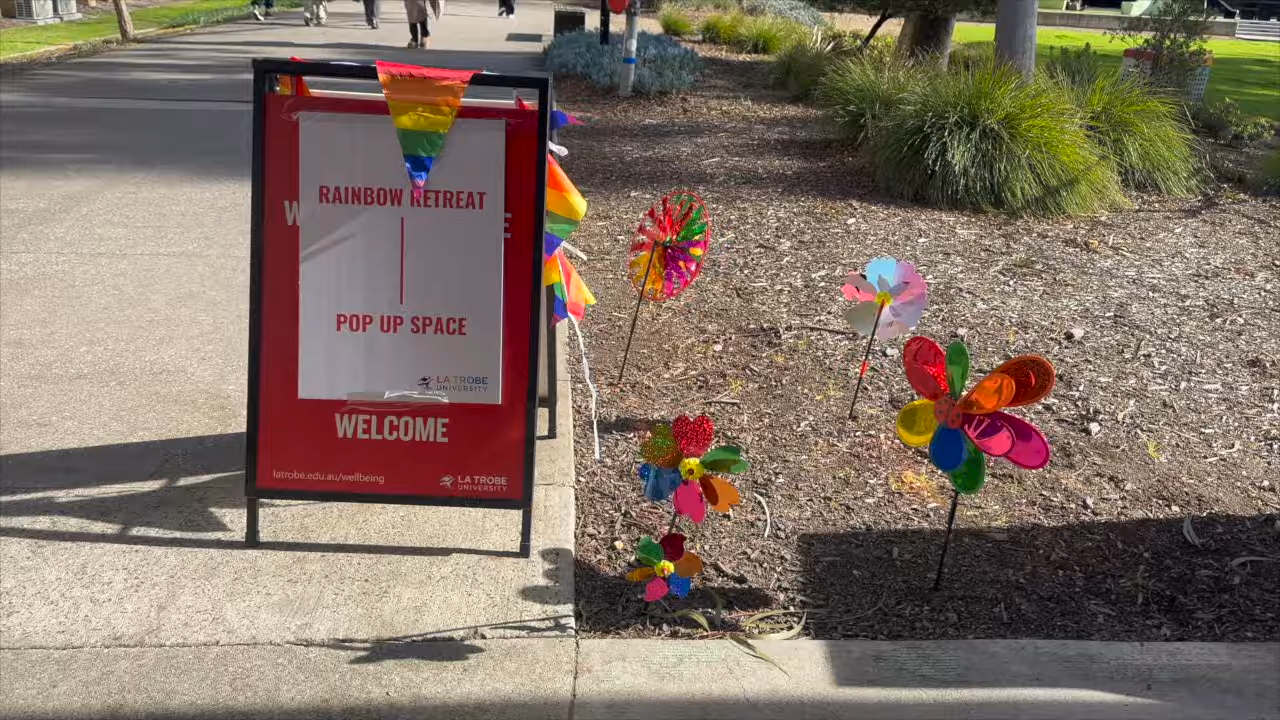 RAINBOW RETREAT
POP UP SPACE
LA TROBE
UNIVERSITY
WELCOME
latrobe.edu.au/wellbeing
LA TROBE
UNIVERSITY